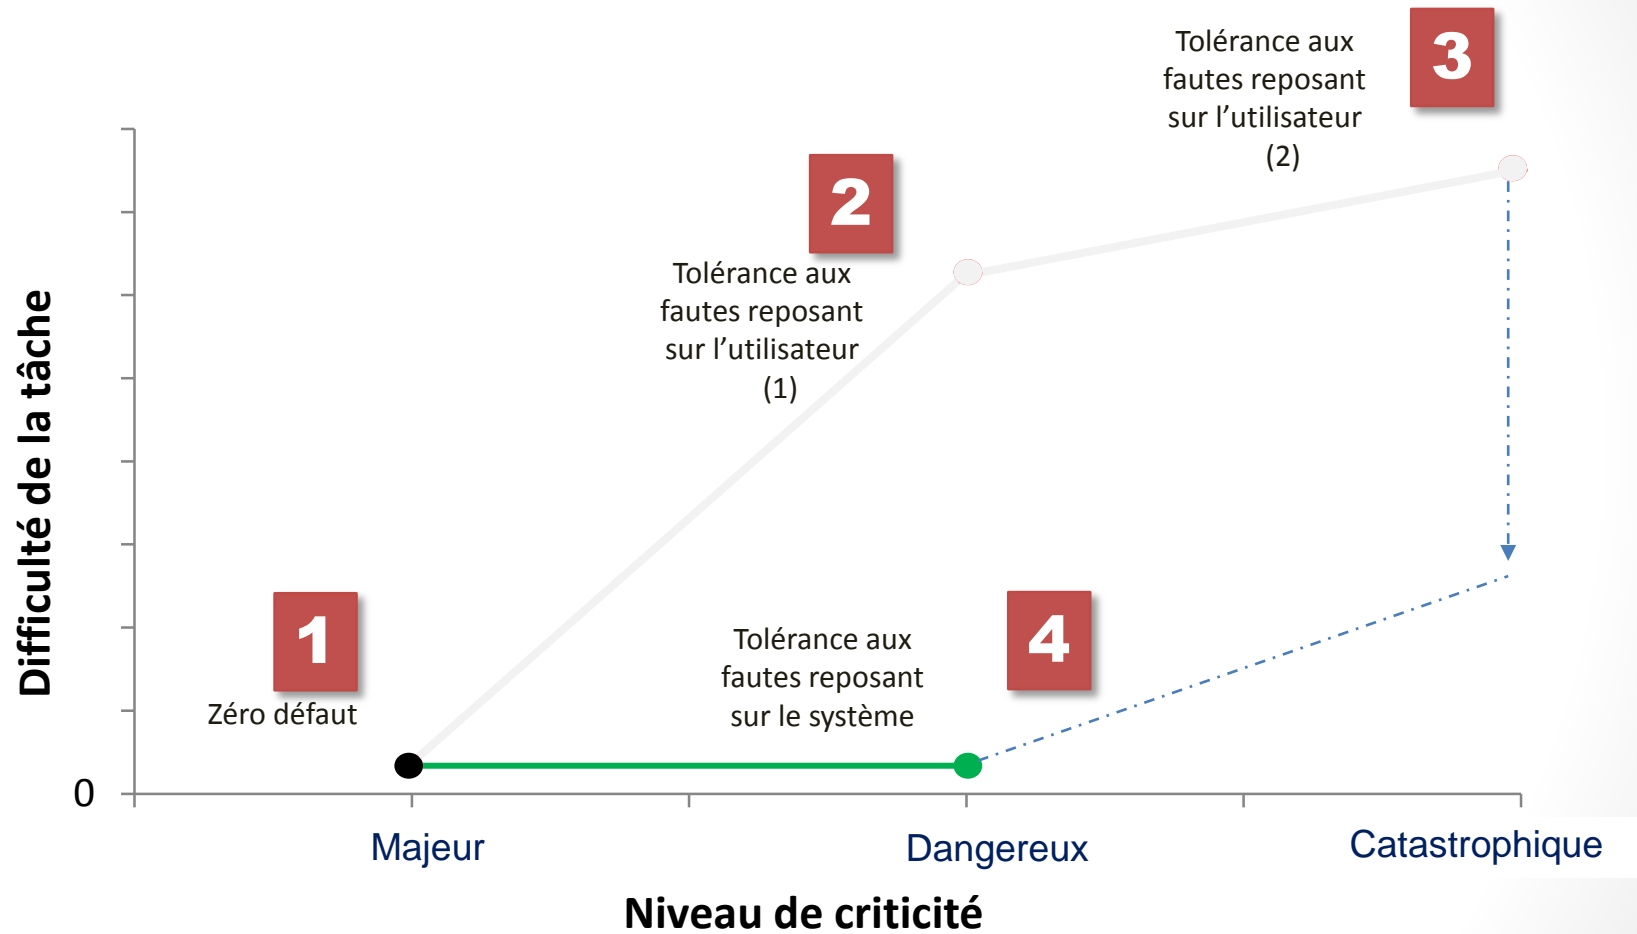 Tolérance aux
fautes reposant
sur l’utilisateur
(2)
3
2
Tolérance aux
fautes reposant
sur l’utilisateur
(1)
Difficulté de la tâche
1
Zéro défaut
Tolérance aux
fautes reposant
sur le système
4
0
Majeur
Dangereux
Catastrophique
Niveau de criticité